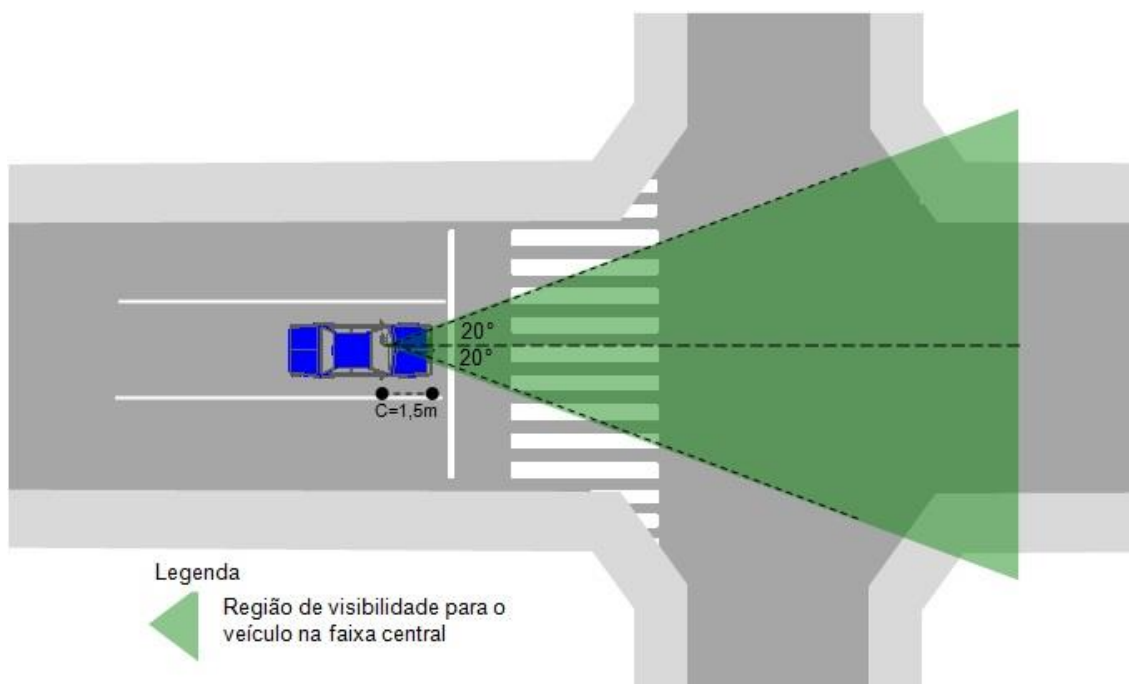 20°
20°
C=1,5m
Legenda
Região de visibilidade para o
veículo na faixa central